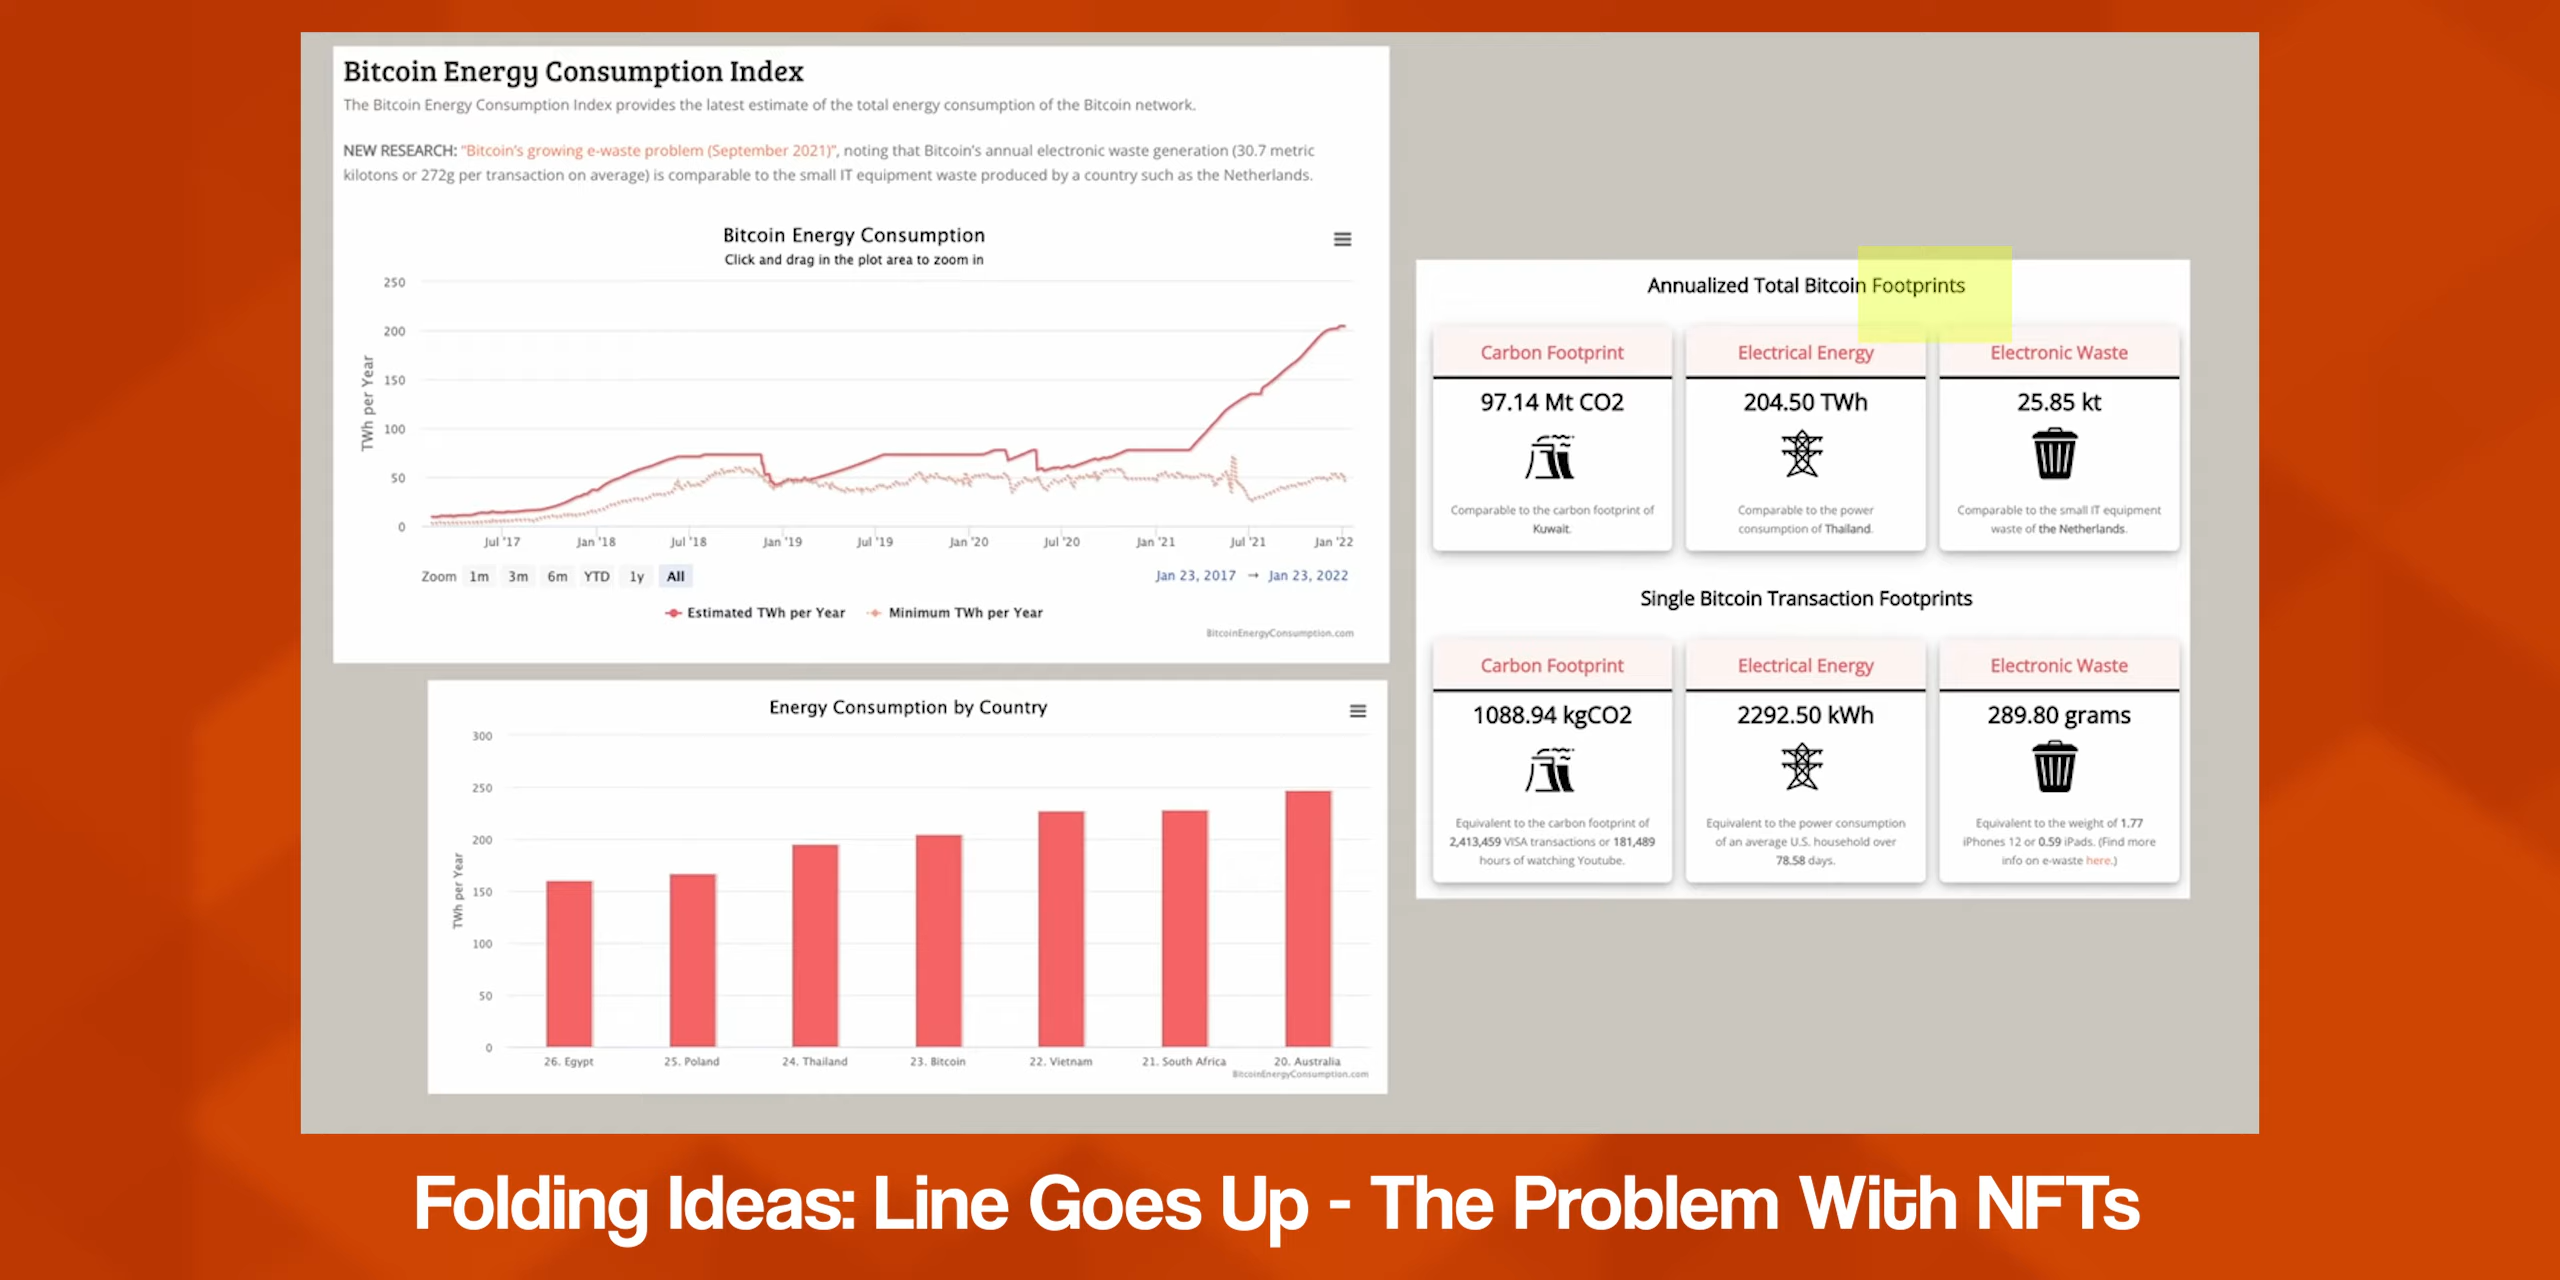 Bitcoin Energy Consumption Index
The Bitcoin Energy Consumption Index provides the latest estimate of the total energy consumption of the Bitcoin network.
NEW RESEARCH: "Bitcoin's growing e-waste problem (September 2021)", noting that Bitcoin's annual electronic waste generation (30.7 metric
kilotons or 272g per transaction on average) is comparable to the small IT equipment waste produced by a country such as the Netherlands.
Bitcoin Energy Consumption
Click and drag in the plot area to zoom in
TWh per Year
250
200
150
100
50
0
Jul '17 Jan '18 Jul '18 Jan '19 Jul '19 Jan '20 Jul '20 Jan '21 Jul '21 Jan '22
Zoom 1m 3m 6m YTD 1y All Jan 23, 2017 → Jan 23, 2022
Estimated TWh per Year Minimum TWh per Year
BitcoinEnergyConsumption.com
Energy Consumption by Country
TWh per Year
300
250
200
150
100
50
0
26. Egypt 25. Poland 24. Thailand 23. Bitcoin 22. Vietnam 21. South Africa 20. Australia
BitcoinEnergyConsumption.com
Annualized Total Bitcoin Footprints
Carbon Footprint
97.14 Mt CO2
Comparable to the carbon footprint of
Kuwait.
Electrical Energy
204.50 TWh
Comparable to the power
consumption of Thailand.
Electronic Waste
25.85 kt
Comparable to the small IT equipment
waste of the Netherlands.
Single Bitcoin Transaction Footprints
Carbon Footprint
1088.94 kgCO2
Equivalent to the carbon footprint of
2,413,459 VISA transactions or 181,489
hours of watching Youtube.
Electrical Energy
2292.50 kWh
Equivalent to the power consumption
of an average U.S. household over
78.58 days.
Electronic Waste
289.80 grams
Equivalent to the weight of 1.77
iPhones 12 or 0.59 iPads. (Find more
info on e-waste here.)
Folding Ideas: Line Goes Up - The Problem With NFTs